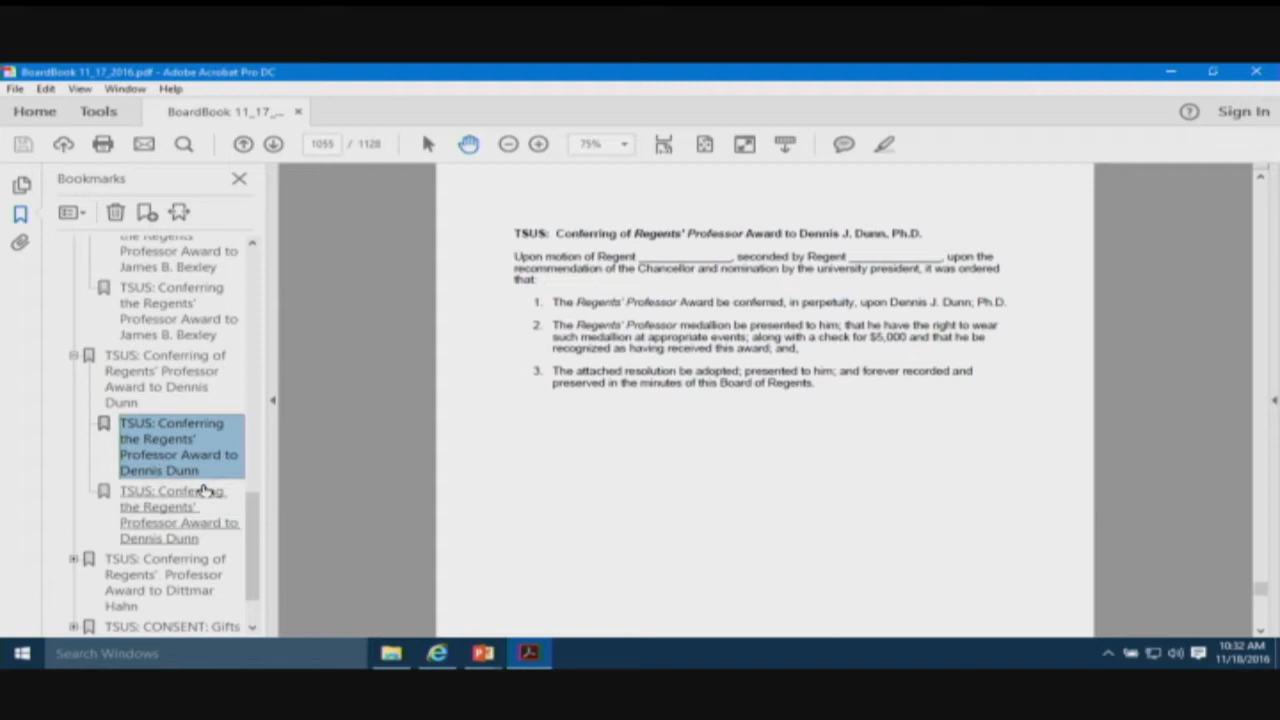 BoardBook 11_17_2016.pdf - Adobe Acrobat Pro DC
File Edit View Window Help
Home Tools BoardBook 11_17_... × Sign In
1055 / 1128 75%
Bookmarks
the Regents'
Professor Award to
James B. Bexley
TSUS: Conferring
the Regents'
Professor Award to
James B. Bexley
TSUS: Conferring of
Regents' Professor
Award to Dennis
Dunn
TSUS: Conferring
the Regents'
Professor Award to
Dennis Dunn
TSUS: Conferring
the Regents'
Professor Award to
Dennis Dunn
TSUS: Conferring of
Regents'. Professor
Award to Dittmar
Hahn
TSUS: CONSENT: Gifts
TSUS: Conferring of Regents' Professor Award to Dennis J. Dunn, Ph.D.
Upon motion of Regent ______________, seconded by Regent ______________, upon the
recommendation of the Chancellor and nomination by the university president, it was ordered
that:
1. The Regents' Professor Award be conferred, in perpetuity, upon Dennis J. Dunn; Ph.D.
2. The Regents' Professor medallion be presented to him; that he have the right to wear
such medallion at appropriate events; along with a check for $5,000 and that he be
recognized as having received this award; and,
3. The attached resolution be adopted; presented to him; and forever recorded and
preserved in the minutes of this Board of Regents.
Search Windows
10:32 AM
11/18/2016